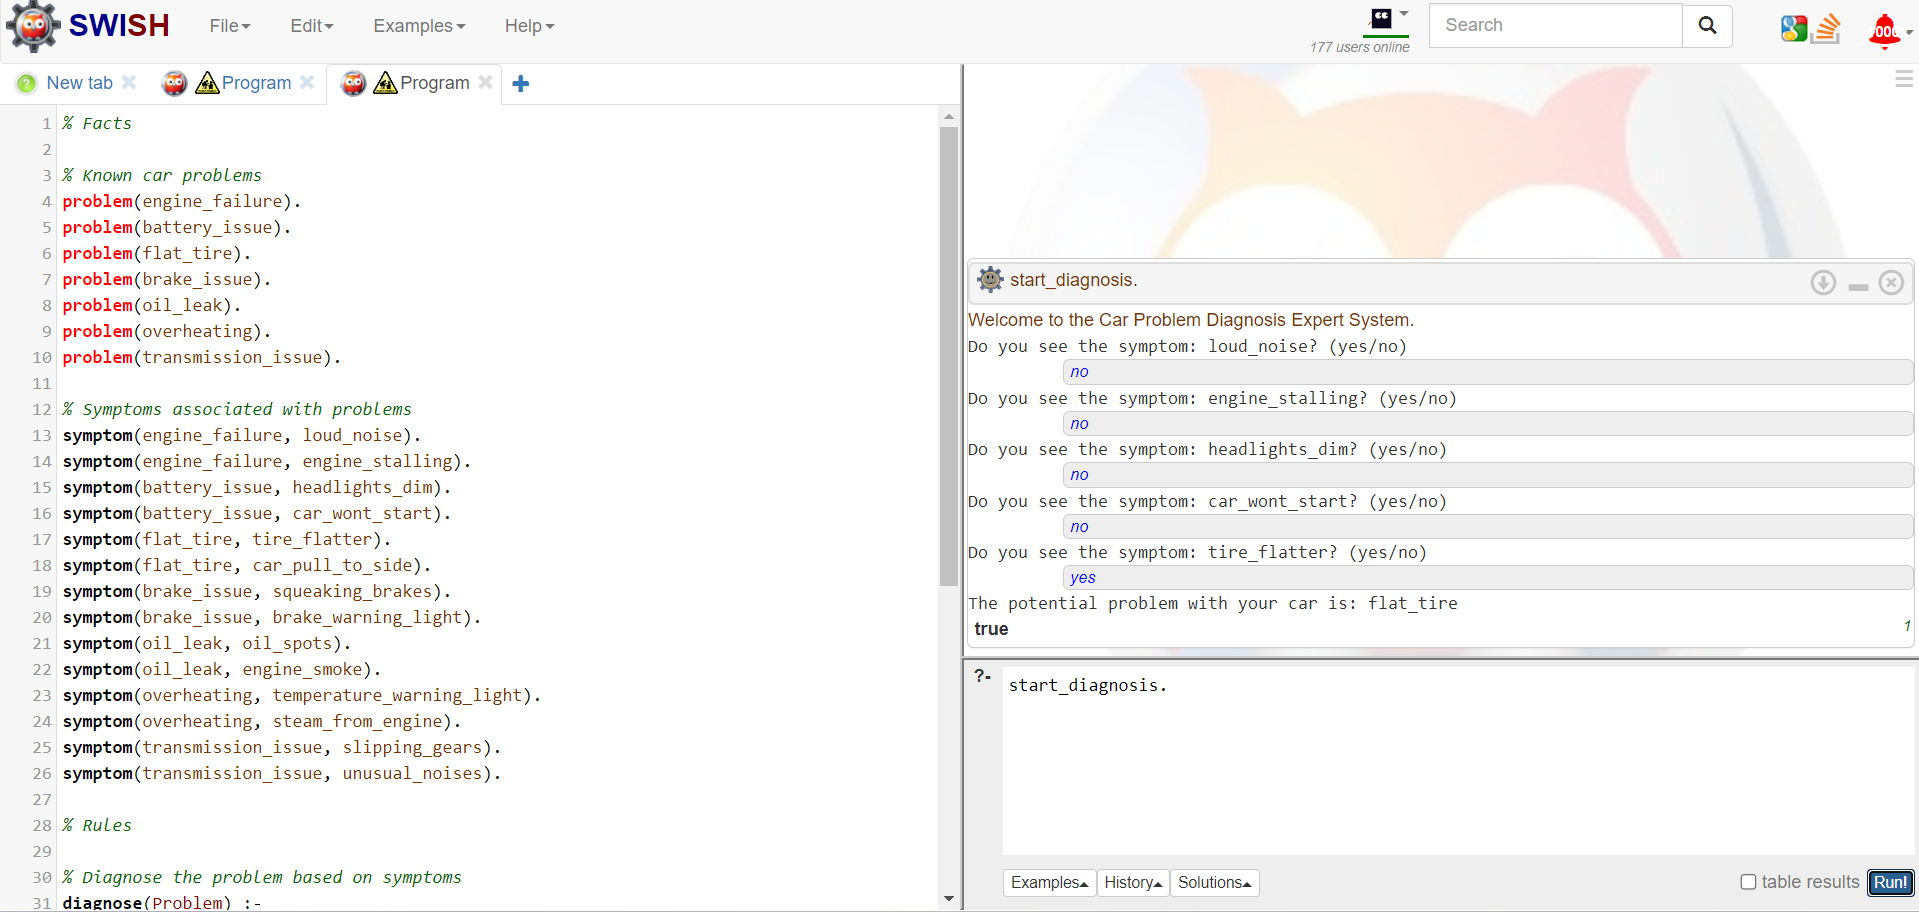 SWISH File Edit Examples Help 177 users online Search
New tab Program Program
1 % Facts
2
3 % Known car problems
4 problem(engine_failure).
5 problem(battery_issue).
6 problem(flat_tire).
7 problem(brake_issue).
8 problem(oil_leak).
9 problem(overheating).
10 problem(transmission_issue).
11
12 % Symptoms associated with problems
13 symptom(engine_failure, loud_noise).
14 symptom(engine_failure, engine_stalling).
15 symptom(battery_issue, headlights_dim).
16 symptom(battery_issue, car_wont_start).
17 symptom(flat_tire, tire_flatter).
18 symptom(flat_tire, car_pull_to_side).
19 symptom(brake_issue, squeaking_brakes).
20 symptom(brake_issue, brake_warning_light).
21 symptom(oil_leak, oil_spots).
22 symptom(oil_leak, engine_smoke).
23 symptom(overheating, temperature_warning_light).
24 symptom(overheating, steam_from_engine).
25 symptom(transmission_issue, slipping_gears).
26 symptom(transmission_issue, unusual_noises).
27
28 % Rules
29
30 % Diagnose the problem based on symptoms
31 diagnose(Problem) :-
start_diagnosis.
Welcome to the Car Problem Diagnosis Expert System.
Do you see the symptom: loud_noise? (yes/no)
no
Do you see the symptom: engine_stalling? (yes/no)
no
Do you see the symptom: headlights_dim? (yes/no)
no
Do you see the symptom: car_wont_start? (yes/no)
no
Do you see the symptom: tire_flatter? (yes/no)
yes
The potential problem with your car is: flat_tire
true 1
?- start_diagnosis.
Examples History Solutions table results Run!